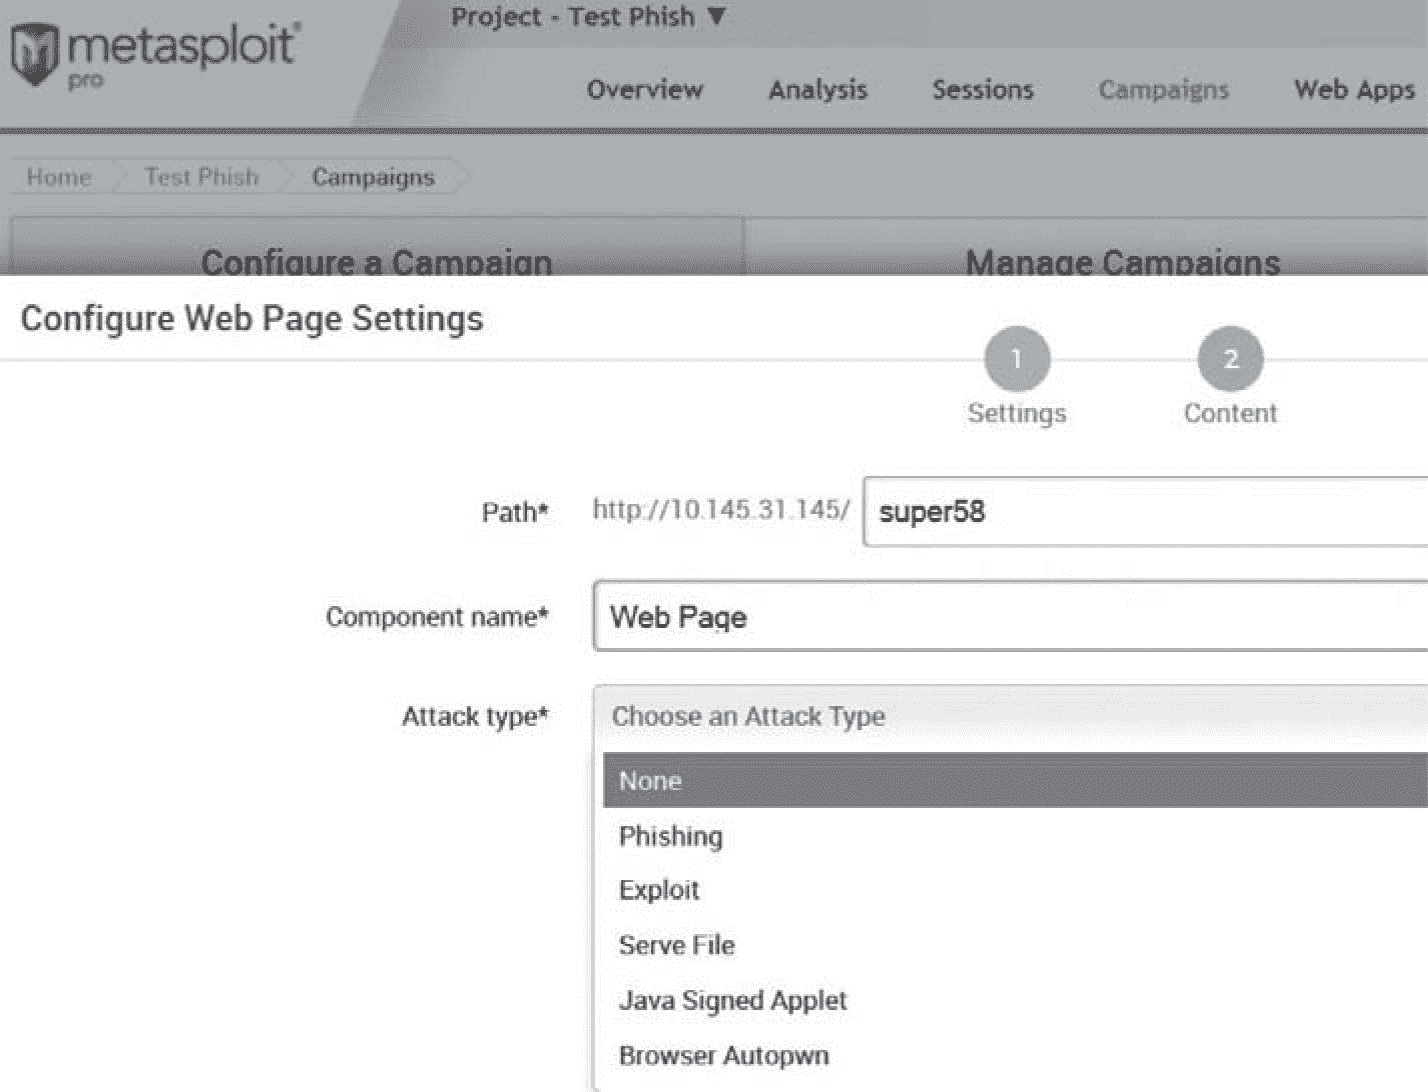 Project - Test Phish ▼
metasploit®
pro
Overview Analysis Sessions Campaigns Web Apps
Home Test Phish Campaigns
Configure a Campaign Manage Campaigns
Configure Web Page Settings
1 2
Settings Content
Path* http://10.145.31.145/ super58
Component name* Web Page
Attack type* Choose an Attack Type
None
Phishing
Exploit
Serve File
Java Signed Applet
Browser Autopwn